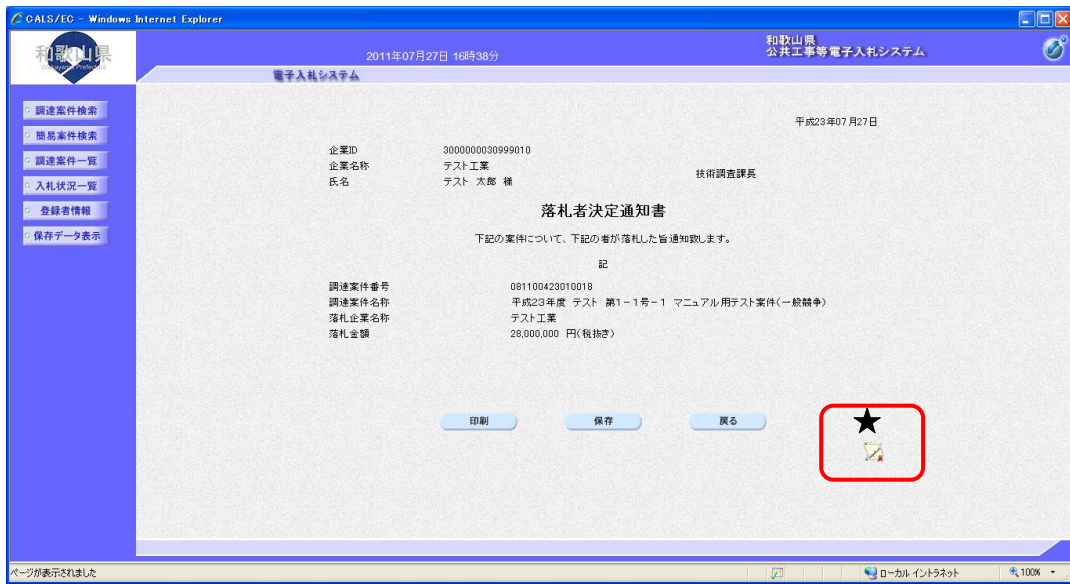 CALS/EC - Windows Internet Explorer
和歌山県
Wakayama Prefecture
2011年07月27日 16時38分
和歌山県
公共工事等電子入札システム
電子入札システム
調達案件検索
簡易案件検索
調達案件一覧
入札状況一覧
登録者情報
保存データ表示
平成23年07月27日
企業ID 3000000030999010
企業名称 テスト工業
氏名 テスト 太郎 様
技術調査課長
落札者決定通知書
下記の案件について、下記の者が落札した旨通知致します。
記
調達案件番号 081100423010018
調達案件名称 平成23年度 テスト 第1-1号-1 マニュアル用テスト案件(一般競争)
落札企業名称 テスト工業
落札金額 28,000,000 円(税抜き)
印刷 保存 戻る
★
ページが表示されました ローカル イントラネット 100%